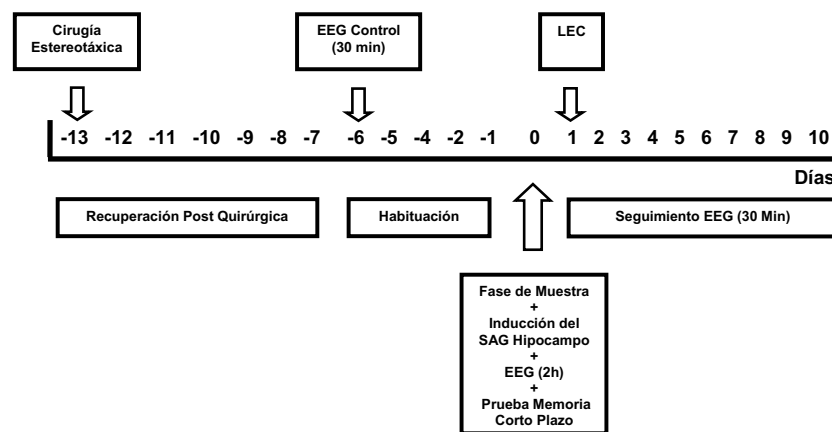 Cirugía
Estereotáxica
EEG Control
(30 min)
LEC
-13 -12 -11 -10 -9 -8 -7 -6 -5 -4 -2 -1 0 1 2 3 4 5 6 7 8 9 10
Días
Recuperación Post Quirúrgica
Habituación
Seguimiento EEG (30 Min)
Fase de Muestra
+
Inducción del
SAG Hipocampo
+
EEG (2h)
+
Prueba Memoria
Corto Plazo